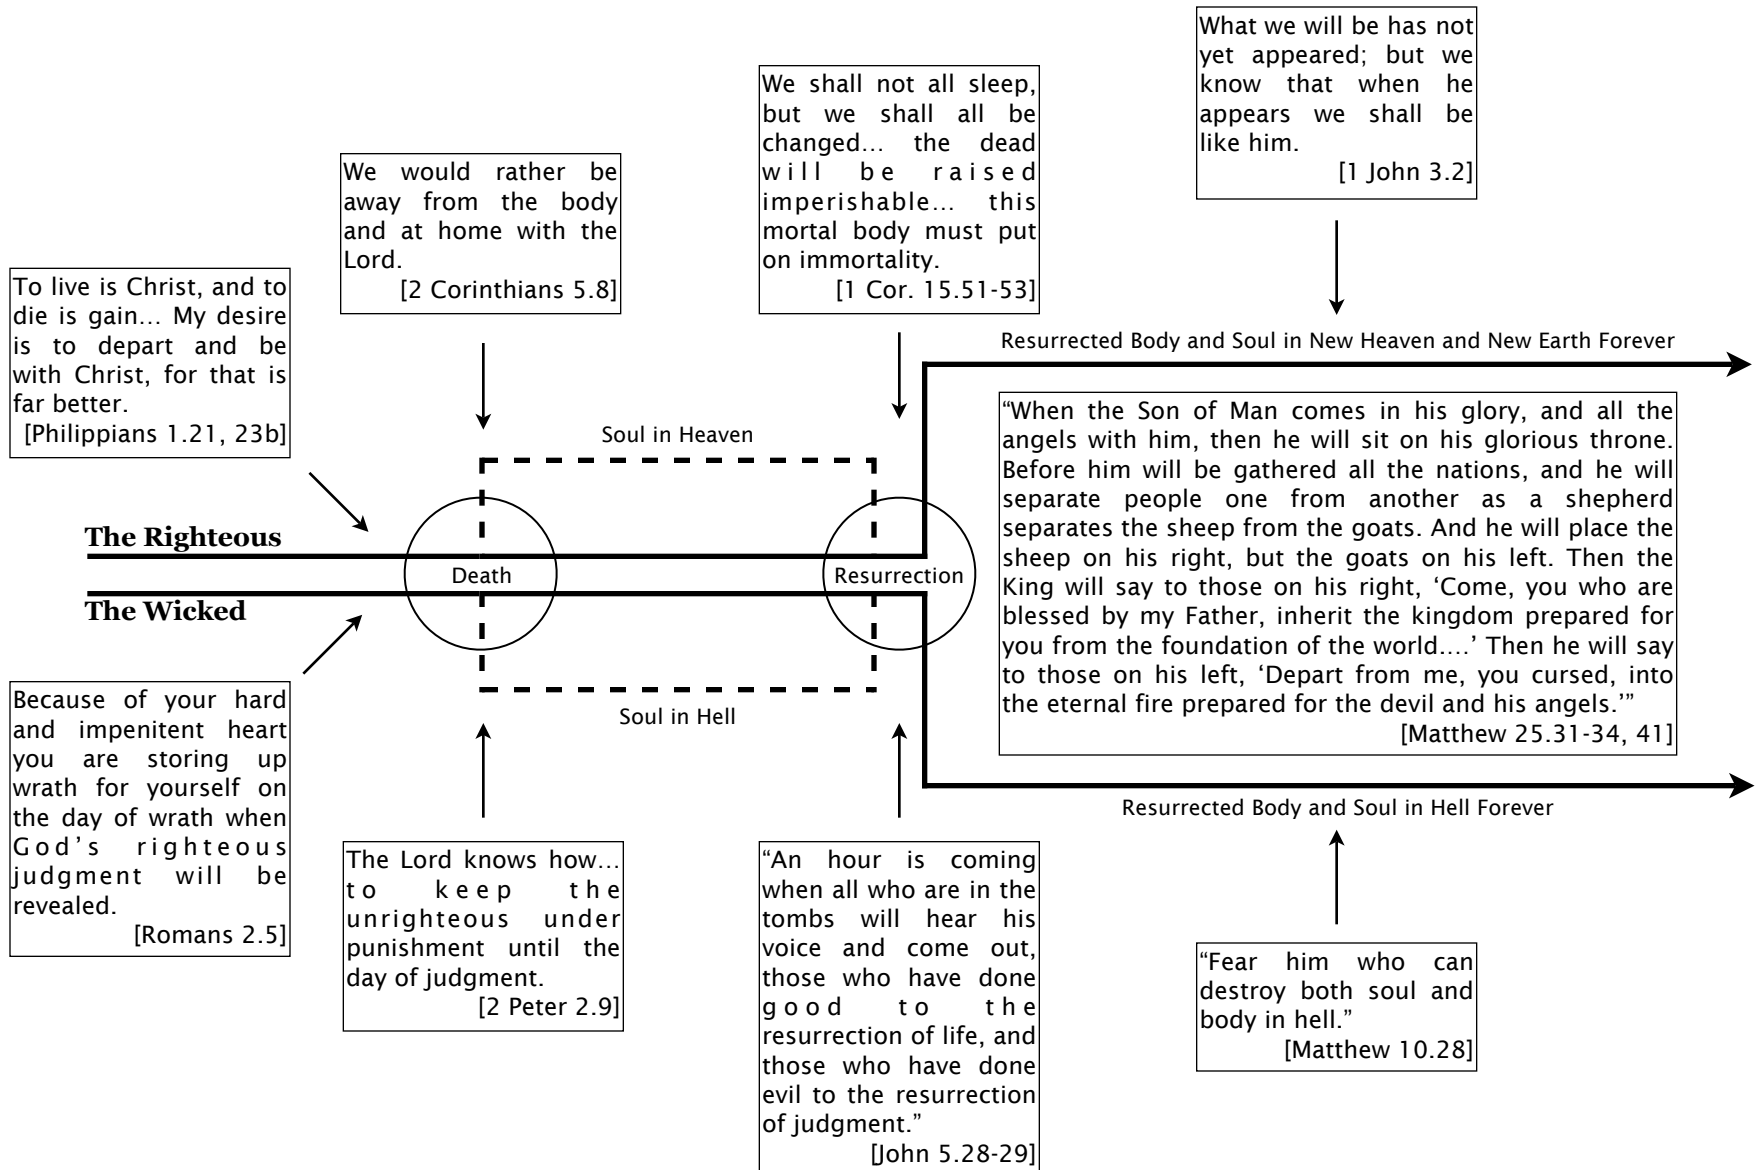 What we will be has not
yet appeared; but we
know that when he
appears we shall be
like him.
[1 John 3.2]
We shall not all sleep,
but we shall all be
changed... the dead
will be raised
imperishable... this
mortal body must put
on immortality.
[1 Cor. 15.51-53]
We would rather be
away from the body
and at home with the
Lord.
[2 Corinthians 5.8]
To live is Christ, and to
die is gain... My desire
is to depart and be
with Christ, for that is
far better.
[Philippians 1.21, 23b]
Resurrected Body and Soul in New Heaven and New Earth Forever
Soul in Heaven
The Righteous
Death
Resurrection
The Wicked
Soul in Hell
“When the Son of Man comes in his glory, and all the
angels with him, then he will sit on his glorious throne.
Before him will be gathered all the nations, and he will
separate people one from another as a shepherd
separates the sheep from the goats. And he will place the
sheep on his right, but the goats on his left. Then the
King will say to those on his right, ‘Come, you who are
blessed by my Father, inherit the kingdom prepared for
you from the foundation of the world....’ Then he will say
to those on his left, ‘Depart from me, you cursed, into
the eternal fire prepared for the devil and his angels.’”
[Matthew 25.31-34, 41]
Resurrected Body and Soul in Hell Forever
Because of your hard
and impenitent heart
you are storing up
wrath for yourself on
the day of wrath when
God’s righteous
judgment will be
revealed.
[Romans 2.5]
The Lord knows how...
to keep the
unrighteous under
punishment until the
day of judgment.
[2 Peter 2.9]
“An hour is coming
when all who are in the
tombs will hear his
voice and come out,
those who have done
good to the
resurrection of life, and
those who have done
evil to the resurrection
of judgment.”
[John 5.28-29]
“Fear him who can
destroy both soul and
body in hell.”
[Matthew 10.28]